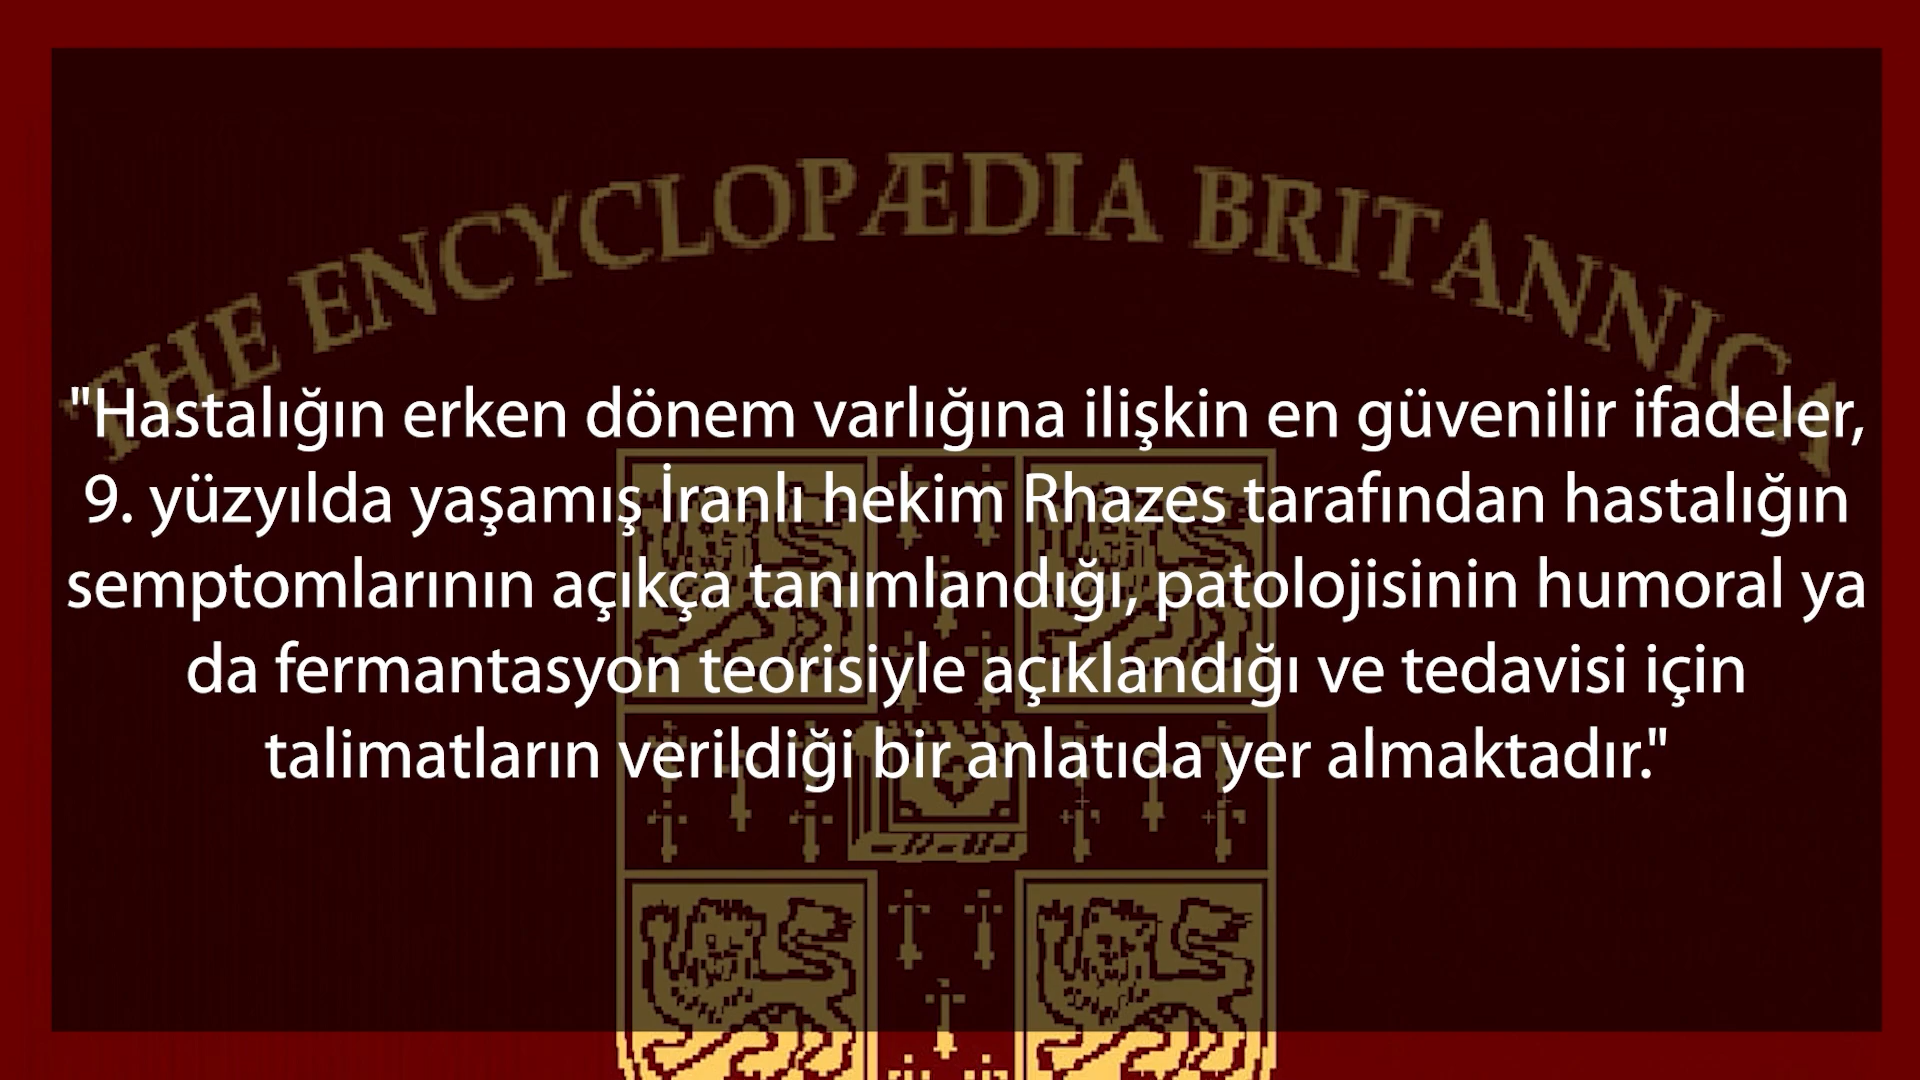 THE ENCYCLOPÆDIA BRITANNICA
"Hastalığın erken dönem varlığına ilişkin en güvenilir ifadeler,
9. yüzyılda yaşamış İranlı hekim Rhazes tarafından hastalığın
semptomlarının açıkça tanımlandığı, patolojisinin humoral ya
da fermantasyon teorisiyle açıklandığı ve tedavisi için
talimatların verildiği bir anlatıda yer almaktadır."